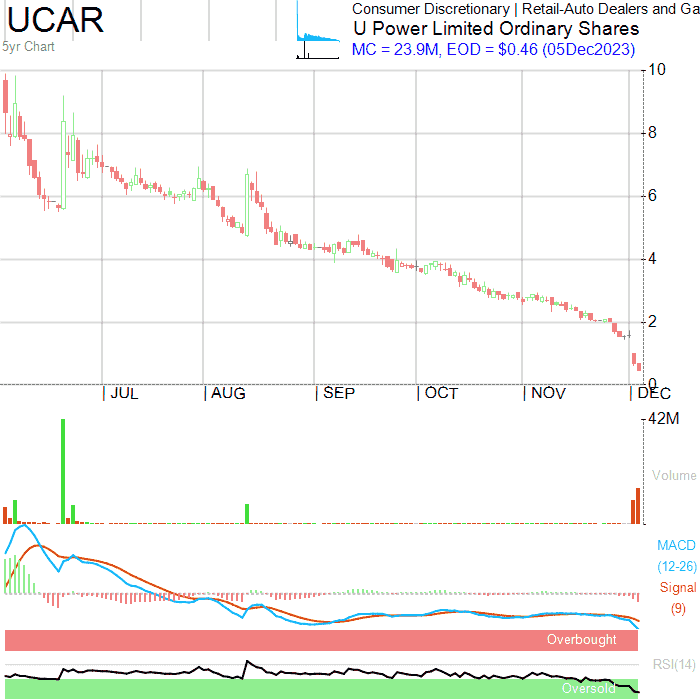 UCAR
5yr Chart
Consumer Discretionary | Retail-Auto Dealers and Ga
U Power Limited Ordinary Shares
MC = 23.9M, EOD = $0.46 (05Dec2023)
10
8
6
4
2
0
JUL AUG SEP OCT NOV DEC
42M
Volume
MACD
(12-26)
Signal
(9)
Overbought
RSI(14)
Oversold